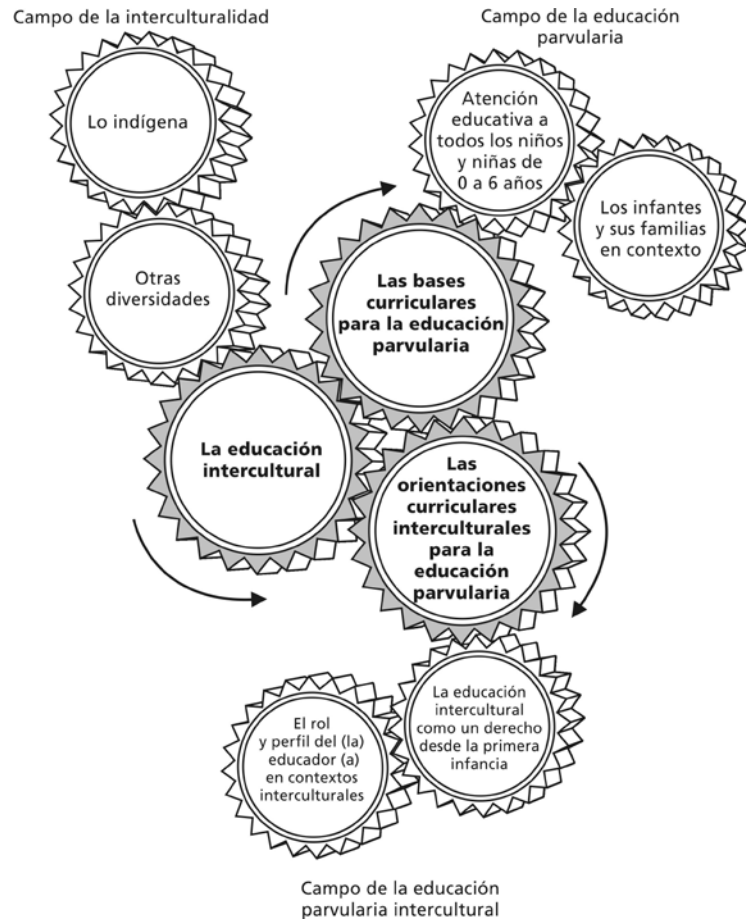 Campo de la interculturalidad
Campo de la educación
parvularia
Lo indígena
Atención
educativa a
todos los niños
y niñas de
0 a 6 años
Los infantes
y sus familias
en contexto
Otras
diversidades
Las bases
curriculares
para la educación
parvularia
La educación
intercultural
Las
orientaciones
curriculares
interculturales
para la
educación
parvularia
El rol
y perfil del (la)
educador (a)
en contextos
interculturales
La educación
intercultural
como un derecho
desde la primera
infancia
Campo de la educación
parvularia intercultural